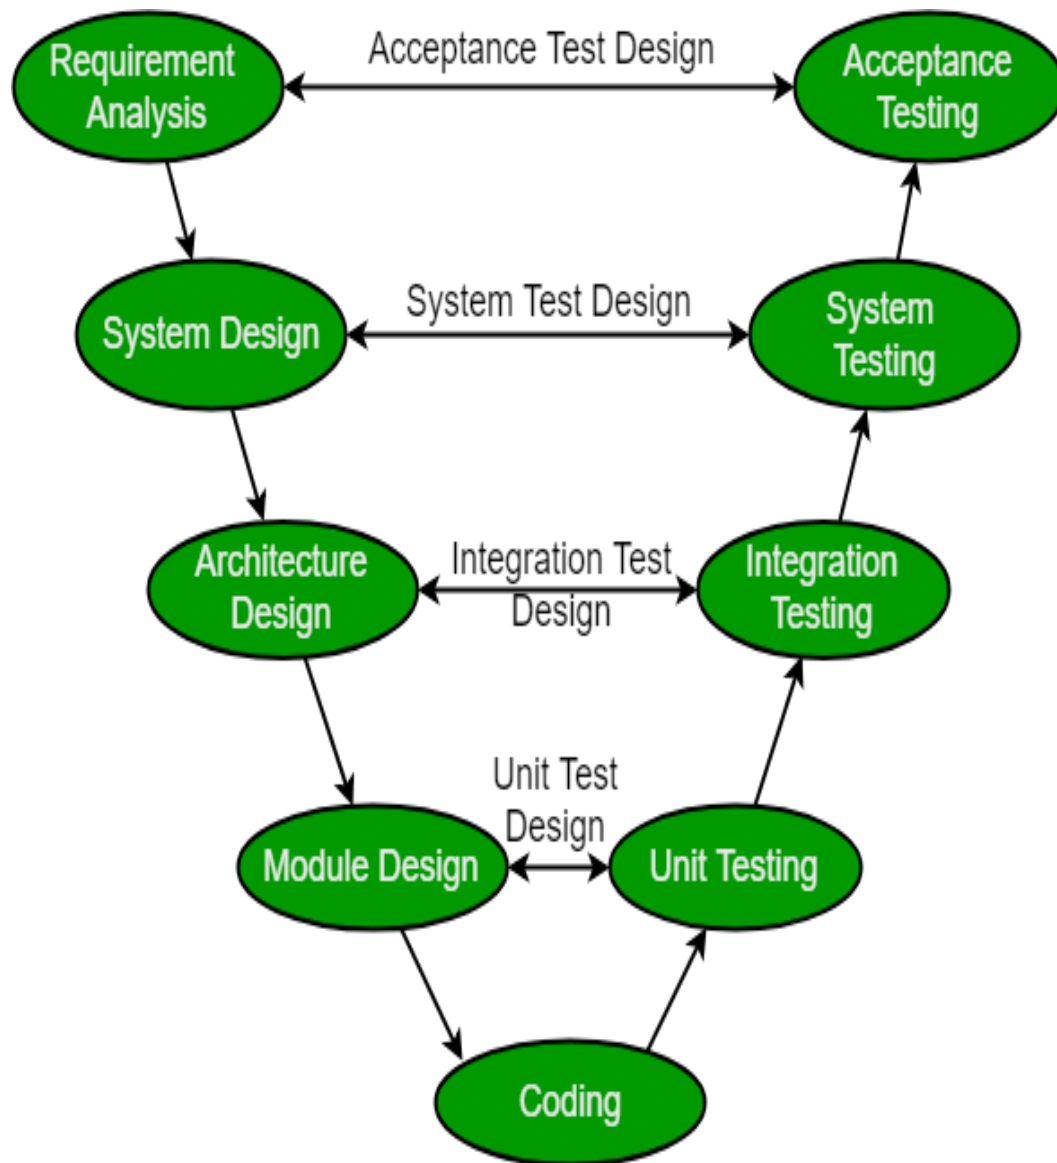 Requirement
Analysis
Acceptance Test Design
Acceptance
Testing
System Design
System Test Design
System
Testing
Architecture
Design
Integration Test
Design
Integration
Testing
Module Design
Unit Test
Design
Unit Testing
Coding